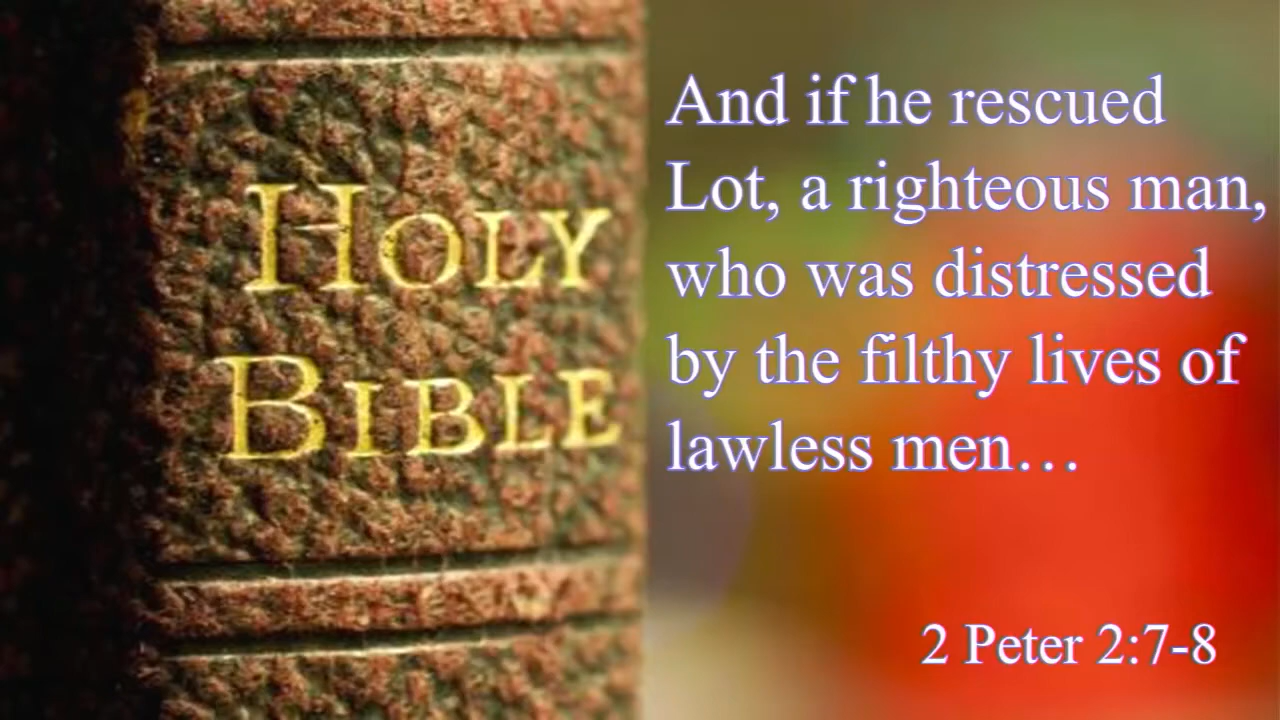 HOLY
BIBLE
And if he rescued
Lot, a righteous man,
who was distressed
by the filthy lives of
lawless men…
2 Peter 2:7-8